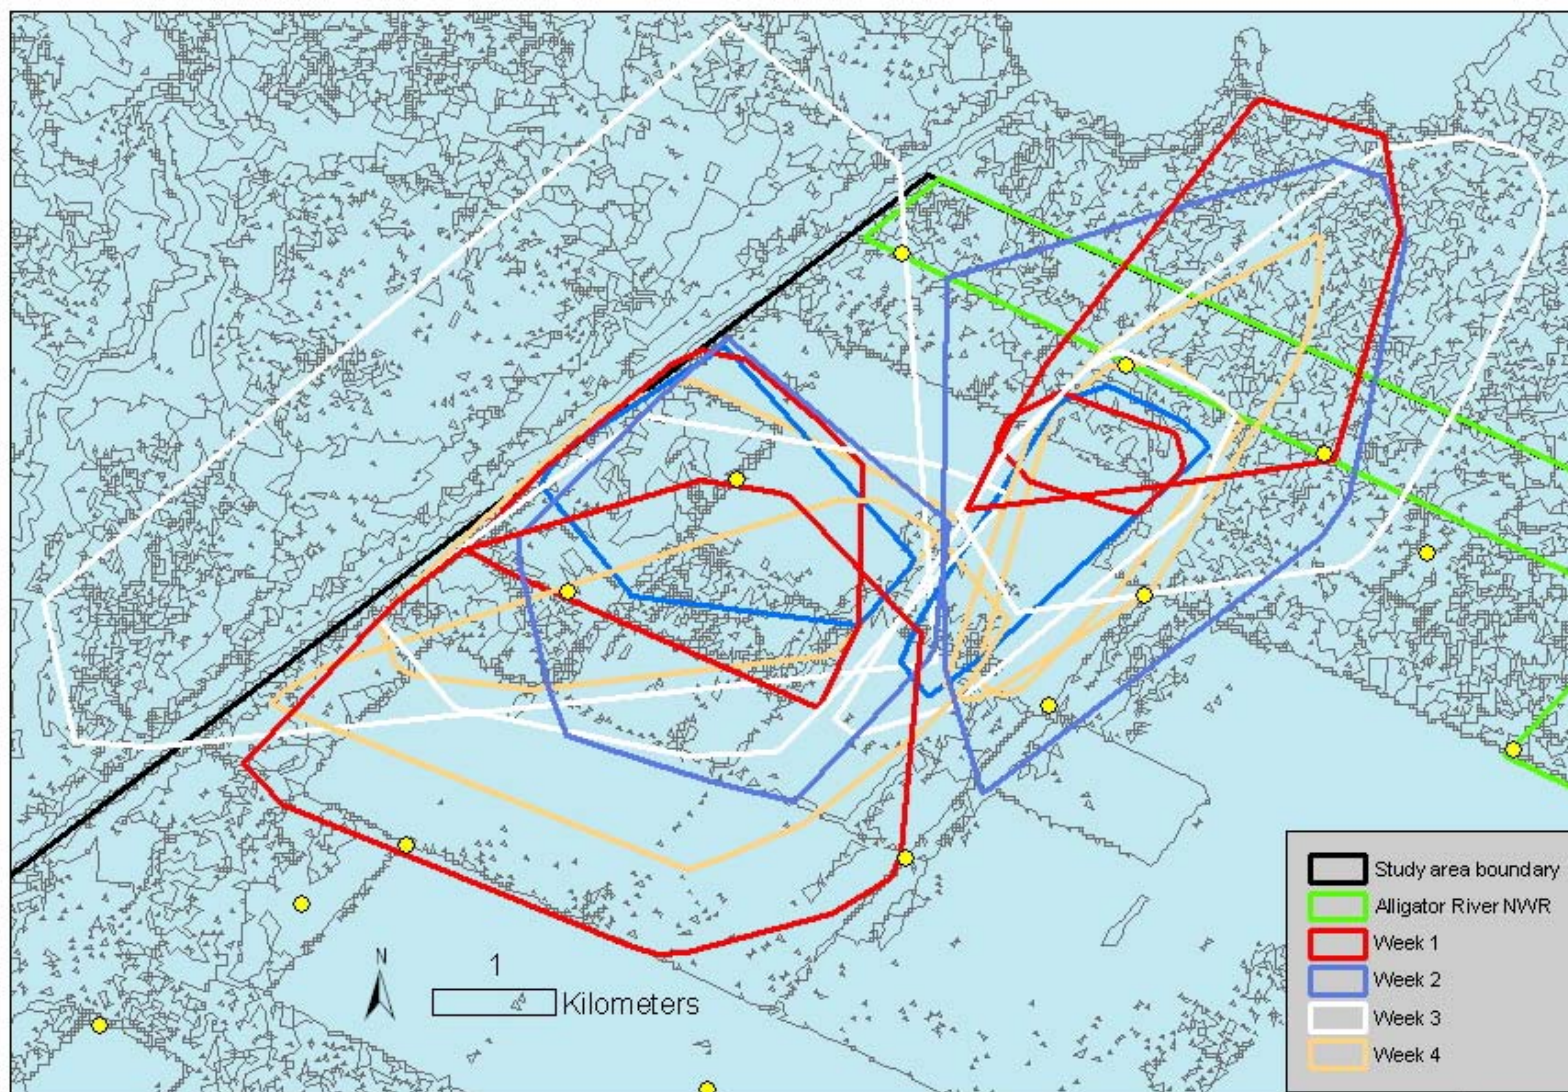 N
1
Kilometers
Study area boundary
Alligator River NWR
Week 1
Week 2
Week 3
Week 4